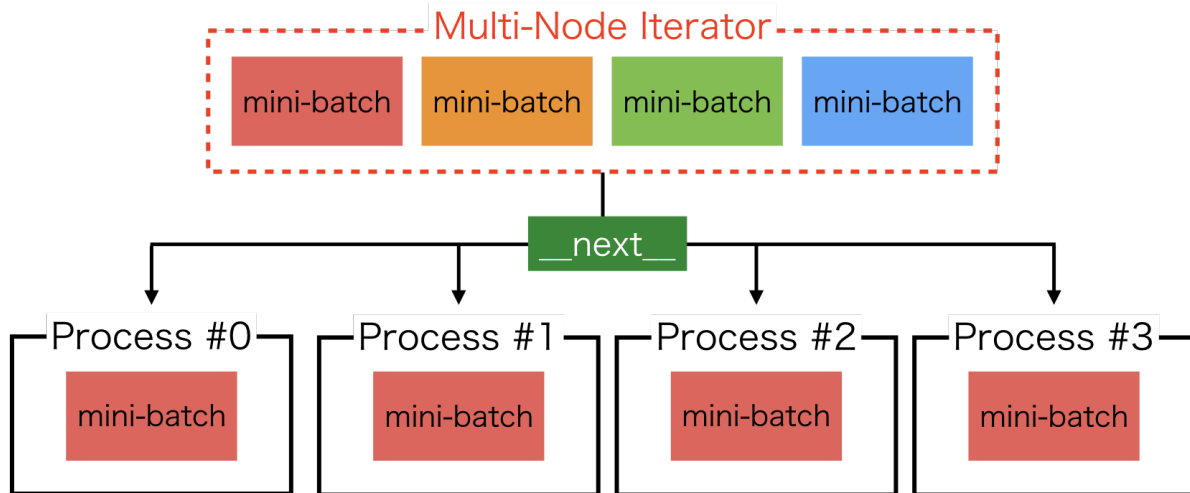 Multi-Node Iterator
mini-batch mini-batch mini-batch mini-batch
__next__
Process #0 Process #1 Process #2 Process #3
mini-batch mini-batch mini-batch mini-batch